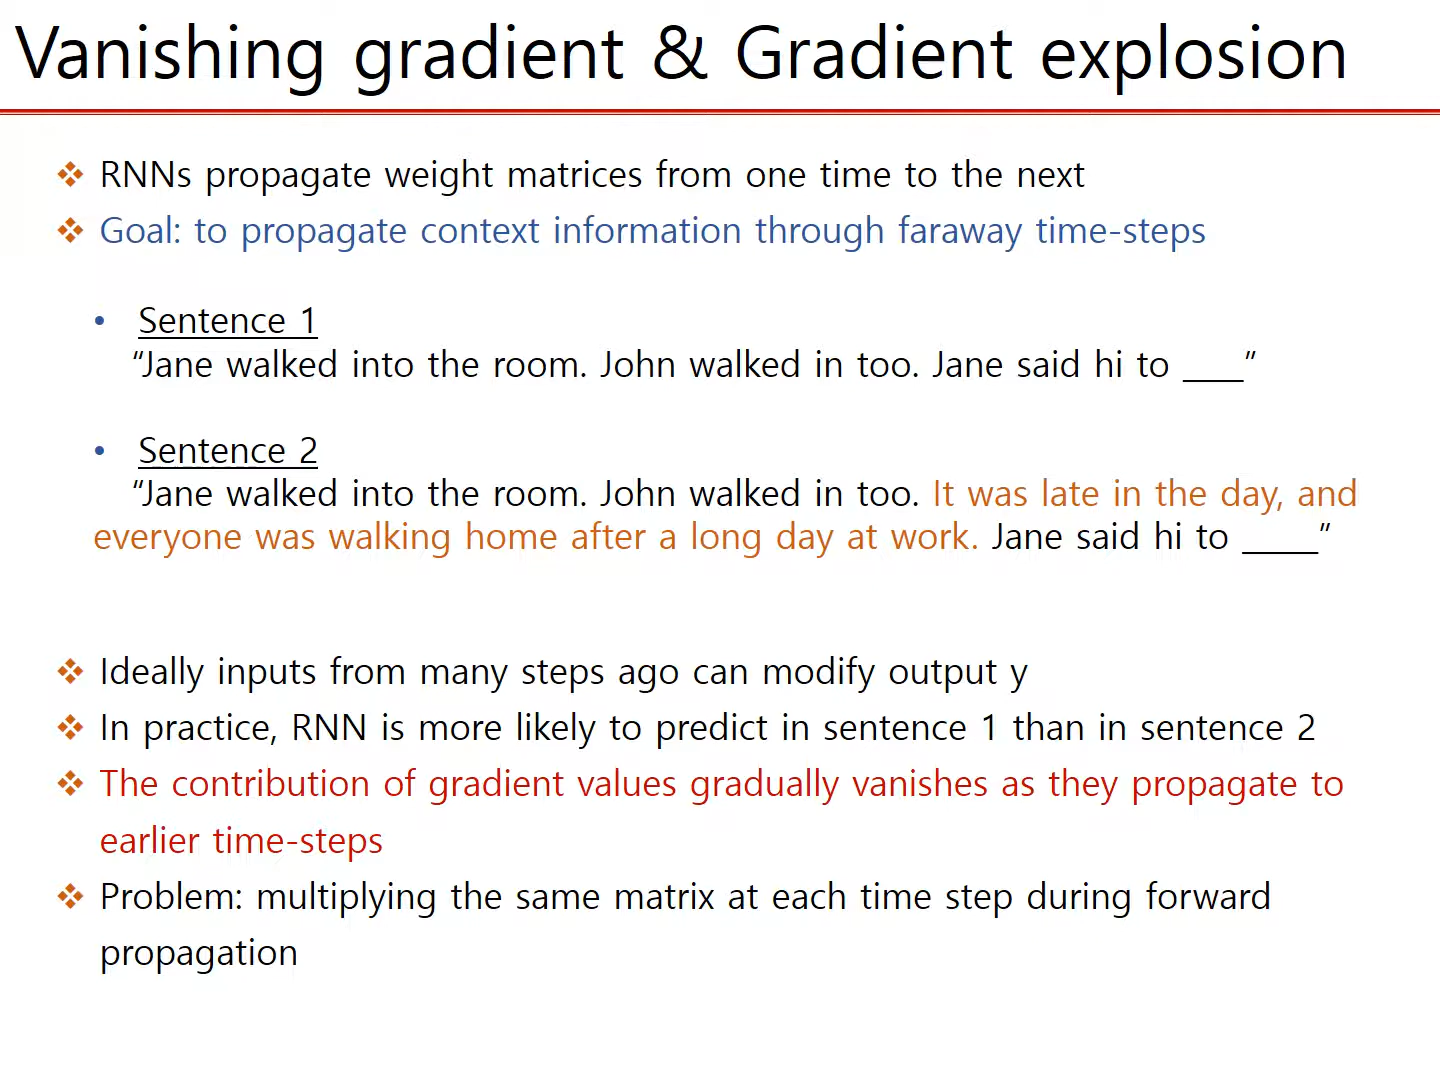 Vanishing gradient & Gradient explosion
❖ RNNs propagate weight matrices from one time to the next
❖ Goal: to propagate context information through faraway time-steps
• Sentence 1
“Jane walked into the room. John walked in too. Jane said hi to ____”
• Sentence 2
“Jane walked into the room. John walked in too. It was late in the day, and
everyone was walking home after a long day at work. Jane said hi to _____”
❖ Ideally inputs from many steps ago can modify output y
❖ In practice, RNN is more likely to predict in sentence 1 than in sentence 2
❖ The contribution of gradient values gradually vanishes as they propagate to
earlier time-steps
❖ Problem: multiplying the same matrix at each time step during forward
propagation